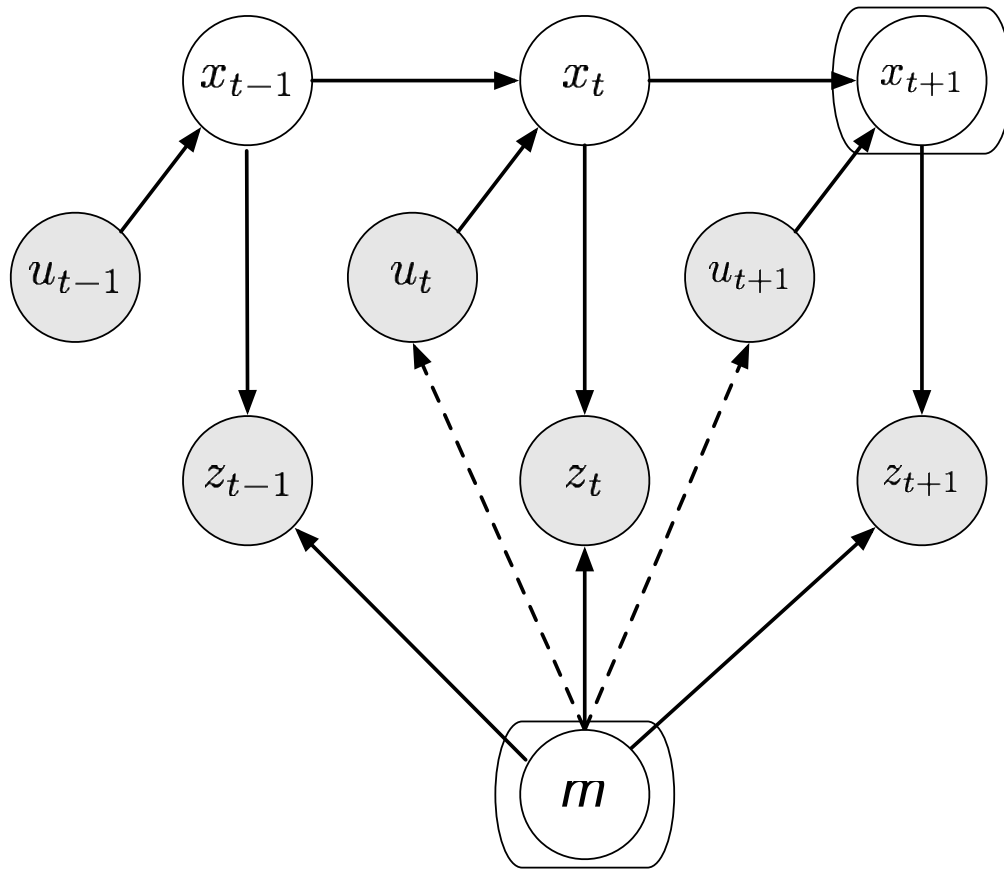 x_{t-1} x_t x_{t+1}
u_{t-1} u_t u_{t+1}
z_{t-1} z_t z_{t+1}
m